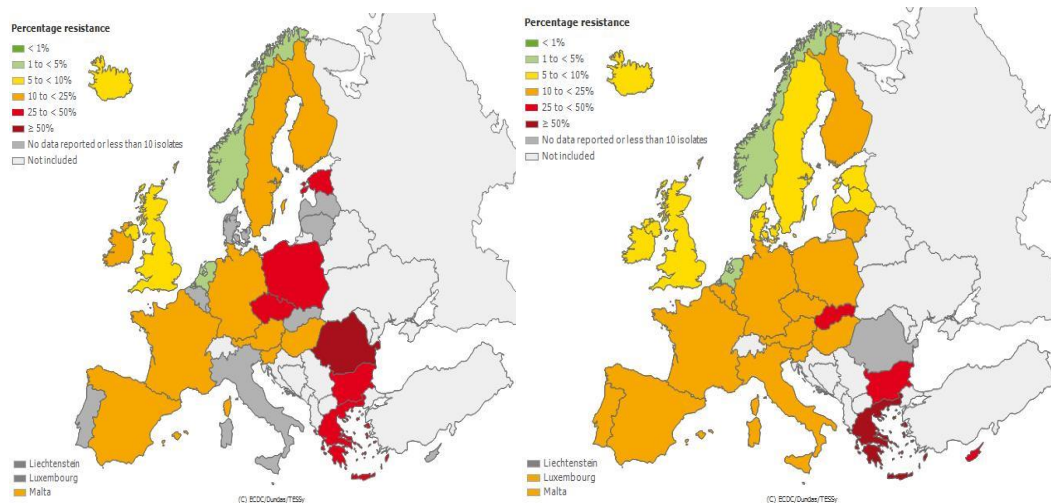 Percentage resistance
< 1%
1 to < 5%
5 to < 10%
10 to < 25%
25 to < 50%
≥ 50%
No data reported or less than 10 isolates
Not included
Liechtenstein
Luxembourg
Malta
(C) ECDC/Dundas/TESSy
Percentage resistance
< 1%
1 to < 5%
5 to < 10%
10 to < 25%
25 to < 50%
≥ 50%
No data reported or less than 10 isolates
Not included
Liechtenstein
Luxembourg
Malta
(C) ECDC/Dundas/TESSy